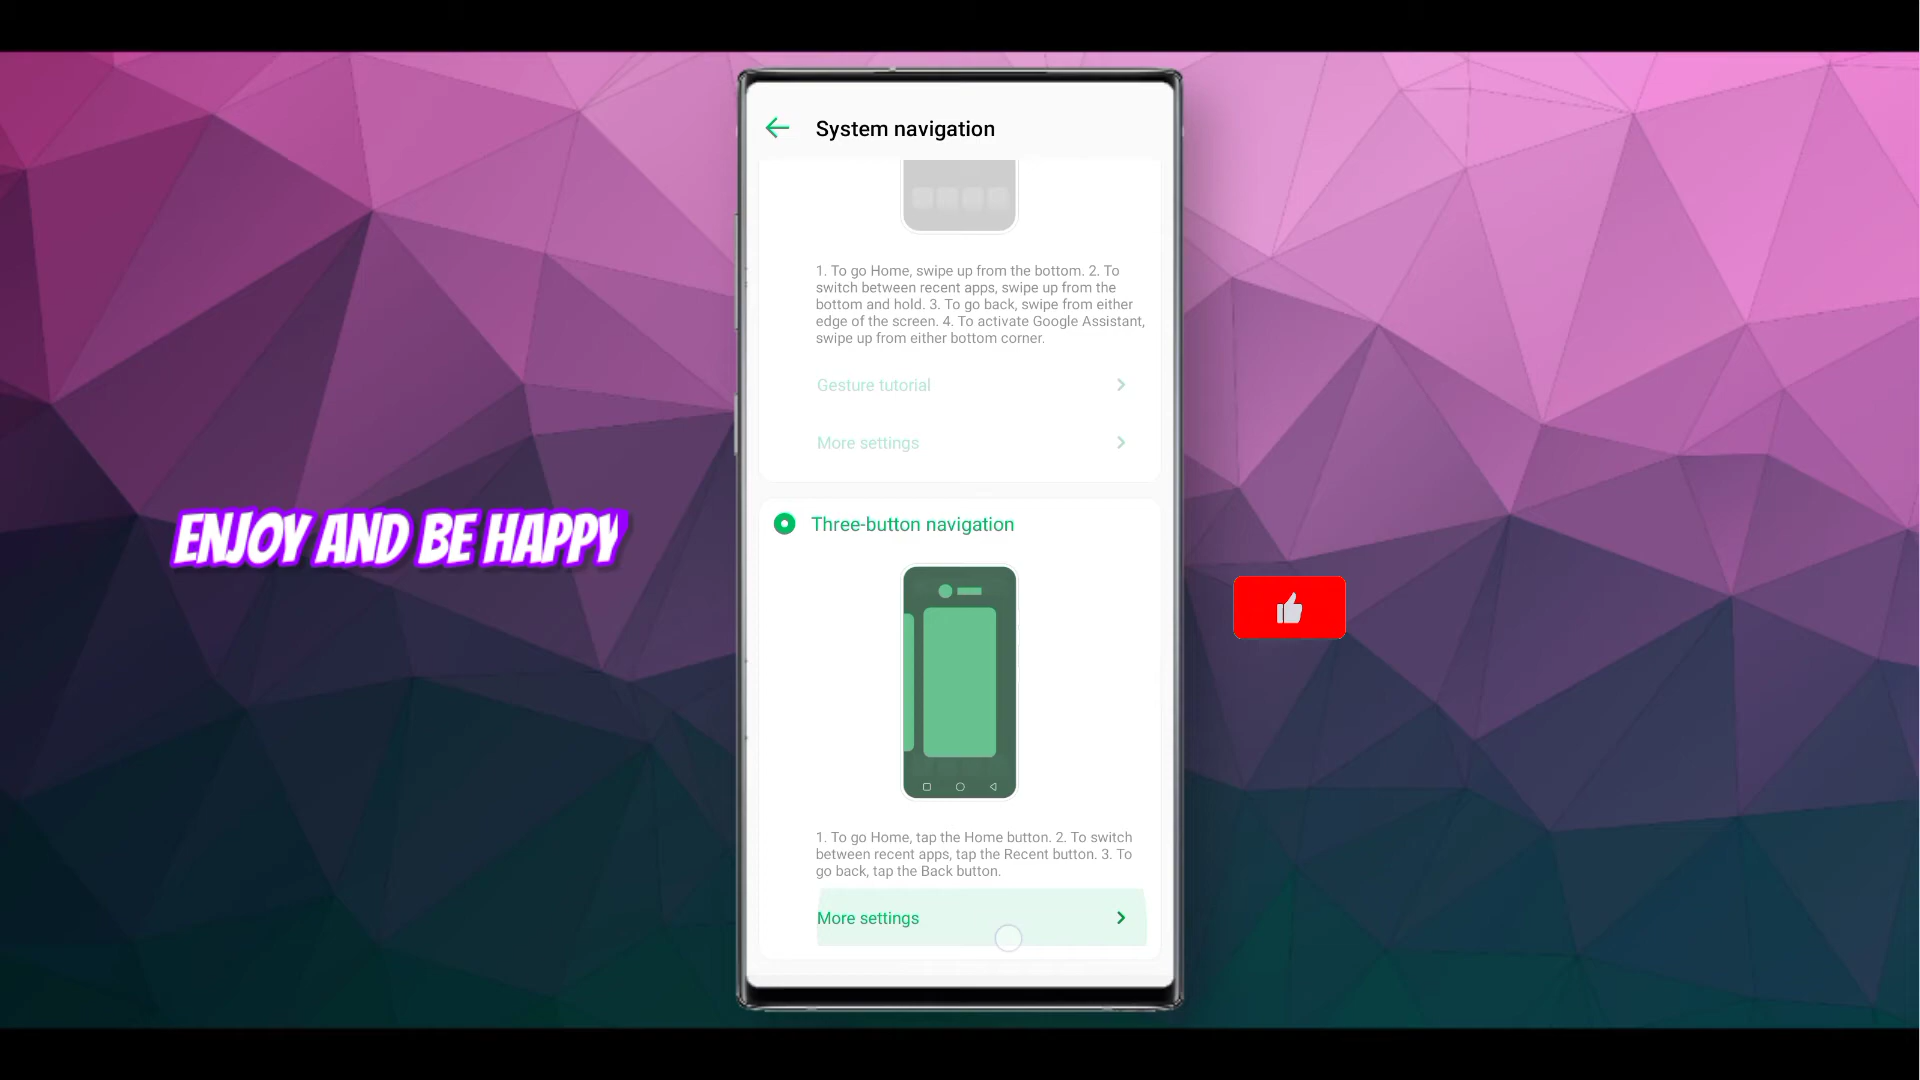 System navigation
1. To go Home, swipe up from the bottom. 2. To
switch between recent apps, swipe up from the
bottom and hold. 3. To go back, swipe from either
edge of the screen. 4. To activate Google Assistant,
swipe up from either bottom corner.
Gesture tutorial
More settings
ENJOY AND BE HAPPY
Three-button navigation
1. To go Home, tap the Home button. 2. To switch
between recent apps, tap the Recent button. 3. To
go back, tap the Back button.
More settings